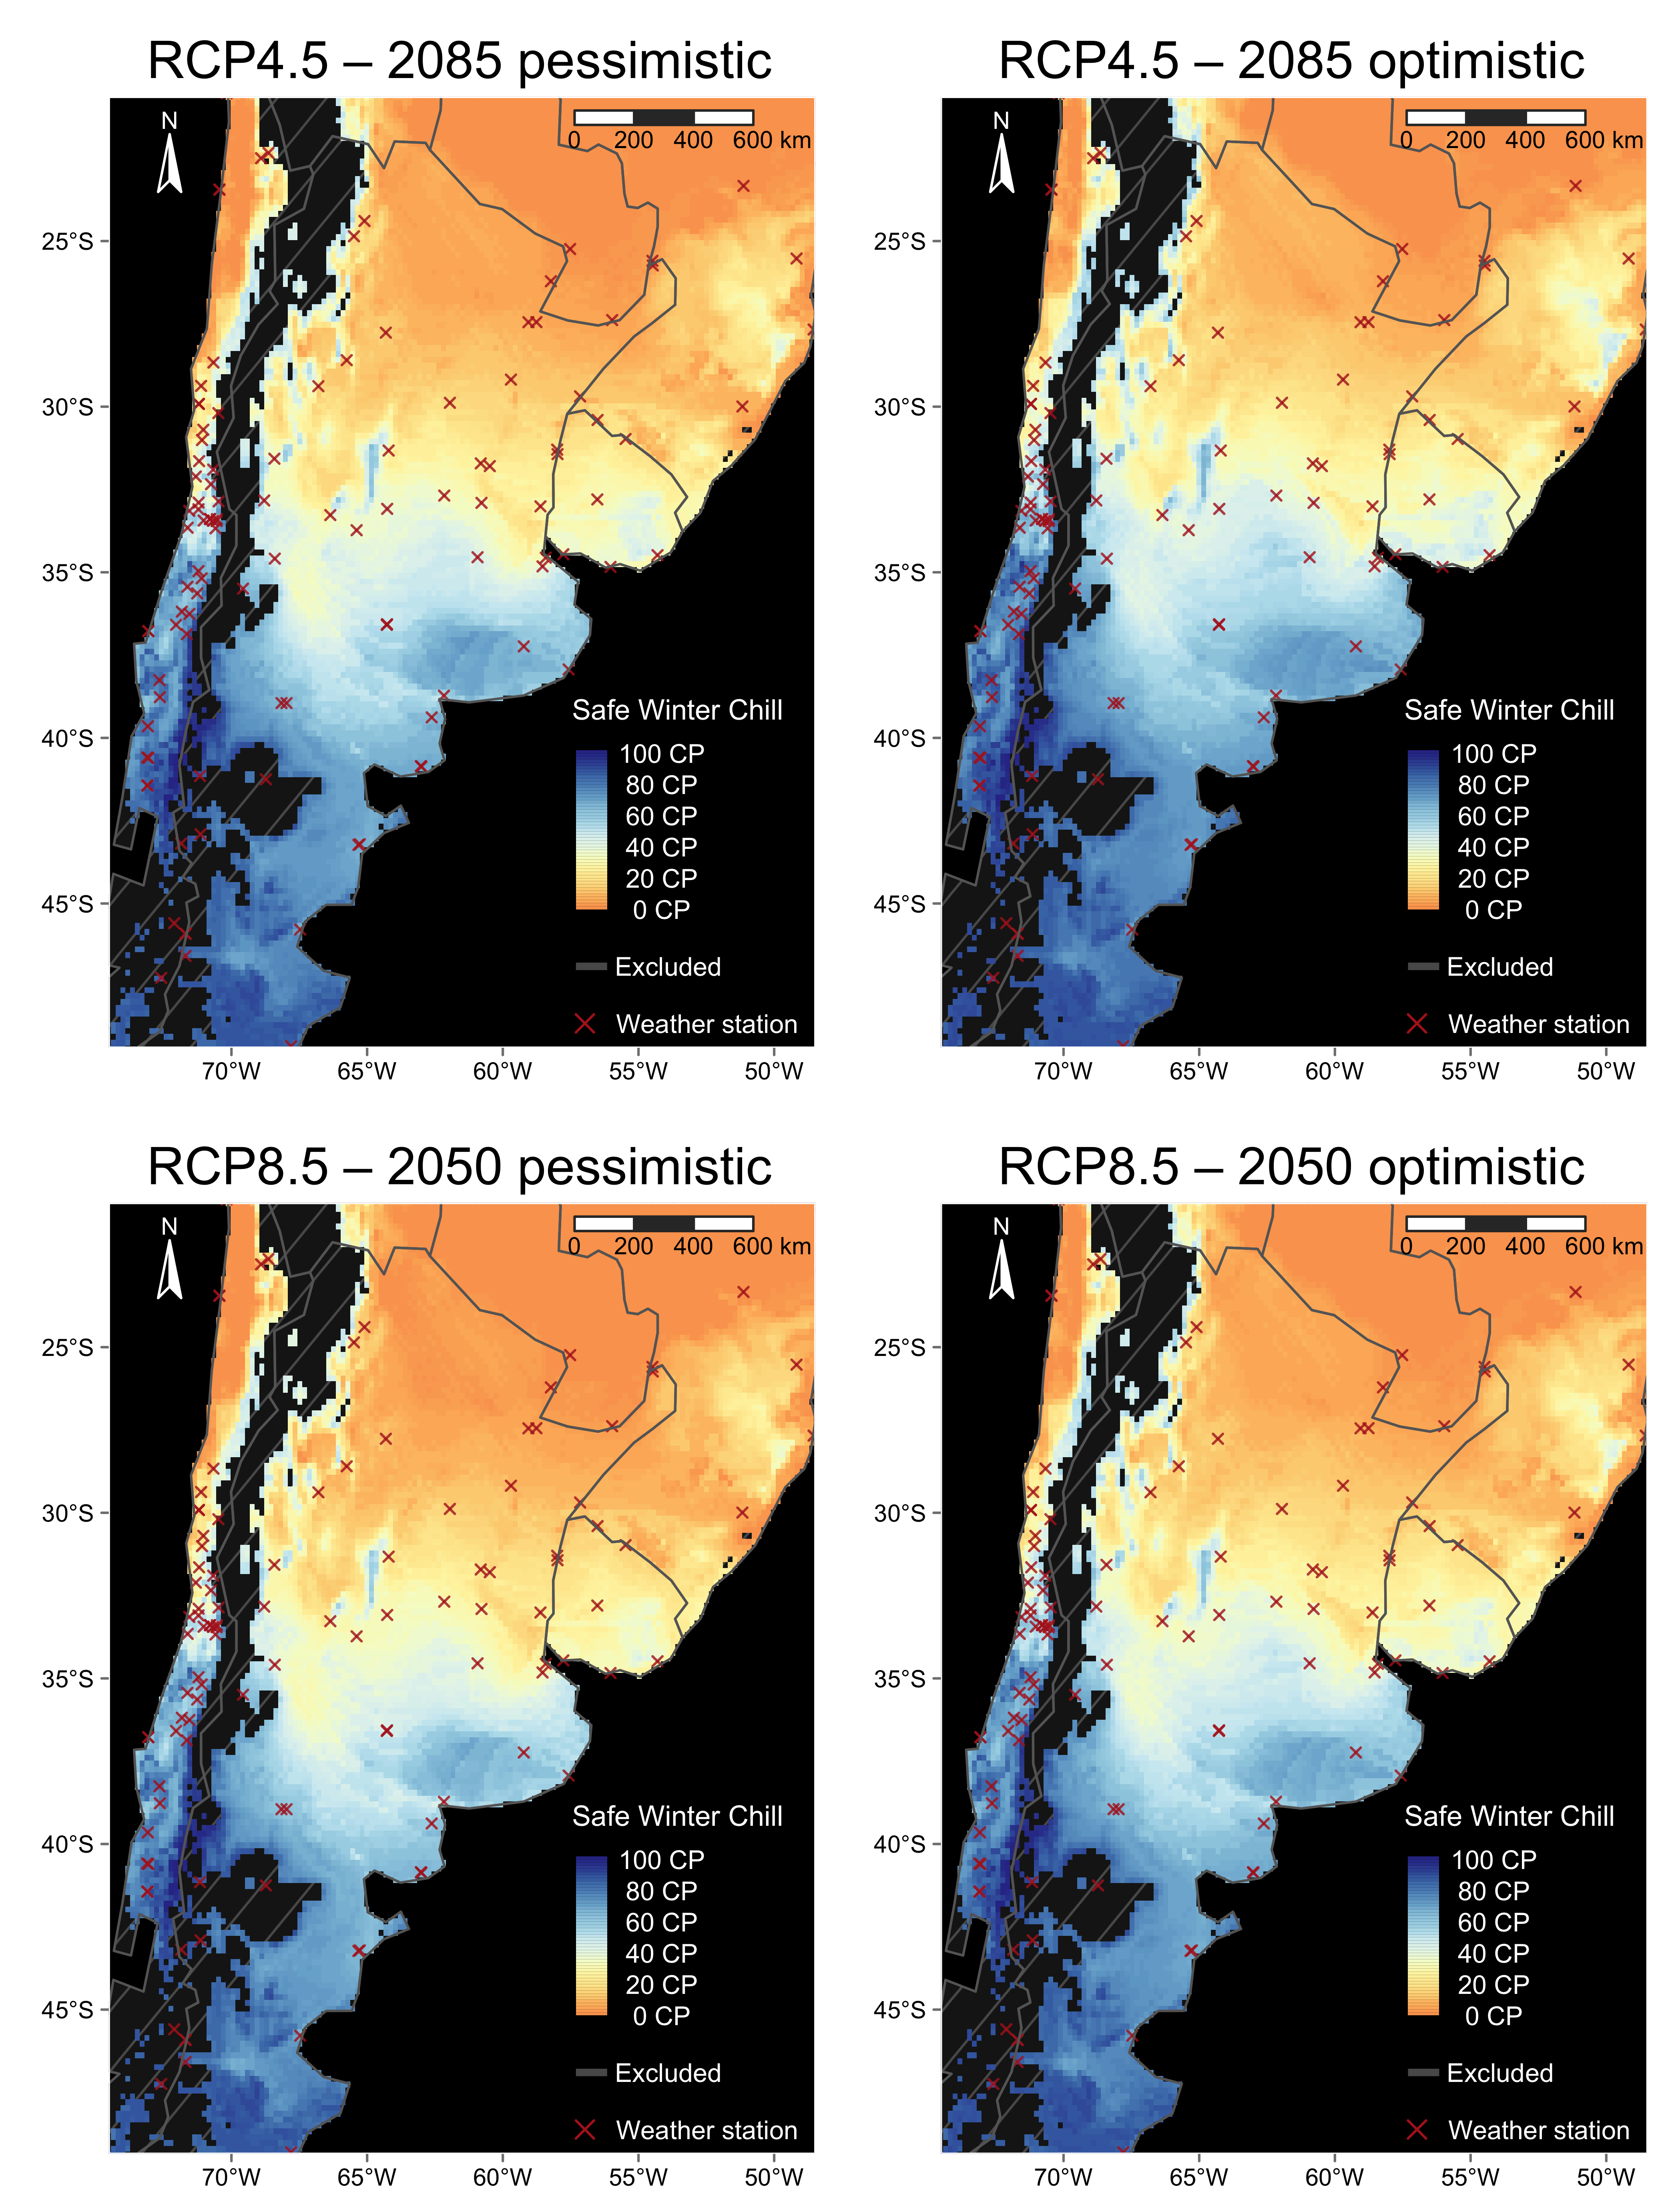 RCP4.5 – 2085 pessimistic
N
0 200 400 600 km
25°S
30°S
35°S
40°S
45°S
Safe Winter Chill
100 CP
80 CP
60 CP
40 CP
20 CP
0 CP
Excluded
Weather station
70°W 65°W 60°W 55°W 50°W
RCP4.5 – 2085 optimistic
N
0 200 400 600 km
25°S
30°S
35°S
40°S
45°S
Safe Winter Chill
100 CP
80 CP
60 CP
40 CP
20 CP
0 CP
Excluded
Weather station
70°W 65°W 60°W 55°W 50°W
RCP8.5 – 2050 pessimistic
N
0 200 400 600 km
25°S
30°S
35°S
40°S
45°S
Safe Winter Chill
100 CP
80 CP
60 CP
40 CP
20 CP
0 CP
Excluded
Weather station
70°W 65°W 60°W 55°W 50°W
RCP8.5 – 2050 optimistic
N
0 200 400 600 km
25°S
30°S
35°S
40°S
45°S
Safe Winter Chill
100 CP
80 CP
60 CP
40 CP
20 CP
0 CP
Excluded
Weather station
70°W 65°W 60°W 55°W 50°W